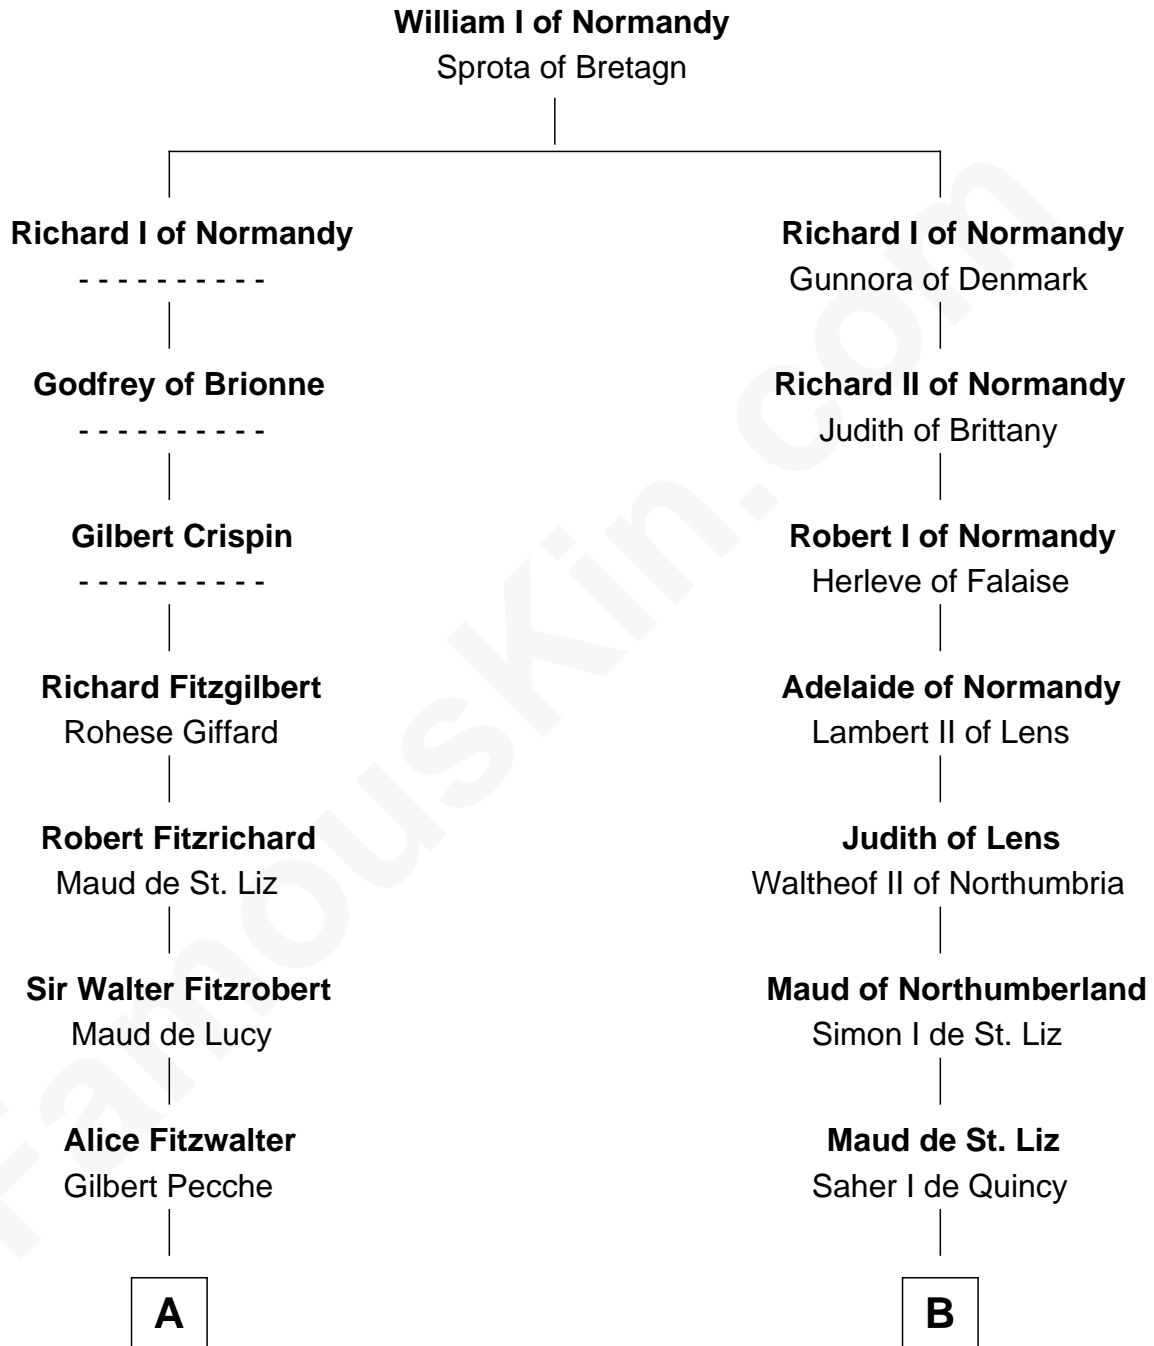 William I of Normandy
Sprota of Bretagn
Richard I of Normandy
- - - - - - - - - -
Godfrey of Brionne
- - - - - - - - - -
Gilbert Crispin
- - - - - - - - - -
Richard Fitzgilbert
Rohese Giffard
Robert Fitzrichard
Maud de St. Liz
Sir Walter Fitzrobert
Maud de Lucy
Alice Fitzwalter
Gilbert Pecche
A
Richard I of Normandy
Gunnora of Denmark
Richard II of Normandy
Judith of Brittany
Robert I of Normandy
Herleve of Falaise
Adelaide of Normandy
Lambert II of Lens
Judith of Lens
Waltheof II of Northumbria
Maud of Northumberland
Simon I de St. Liz
Maud de St. Liz
Saher I de Quincy
B
FamousKin.com